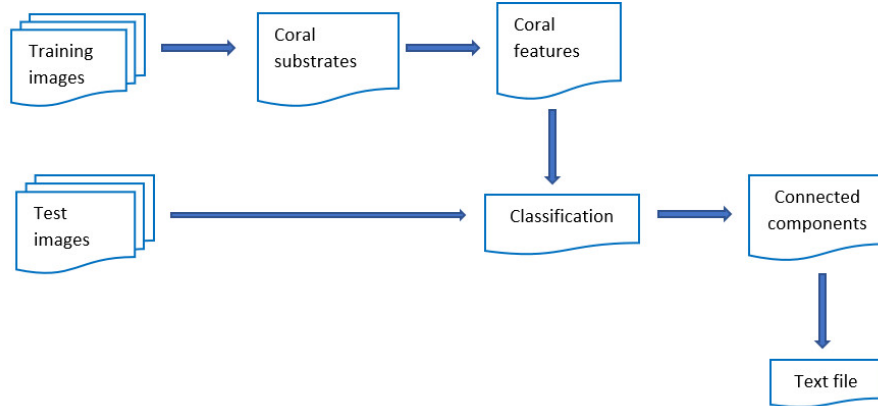 Training
images
Coral
substrates
Coral
features
Test
images
Classification
Connected
components
Text file